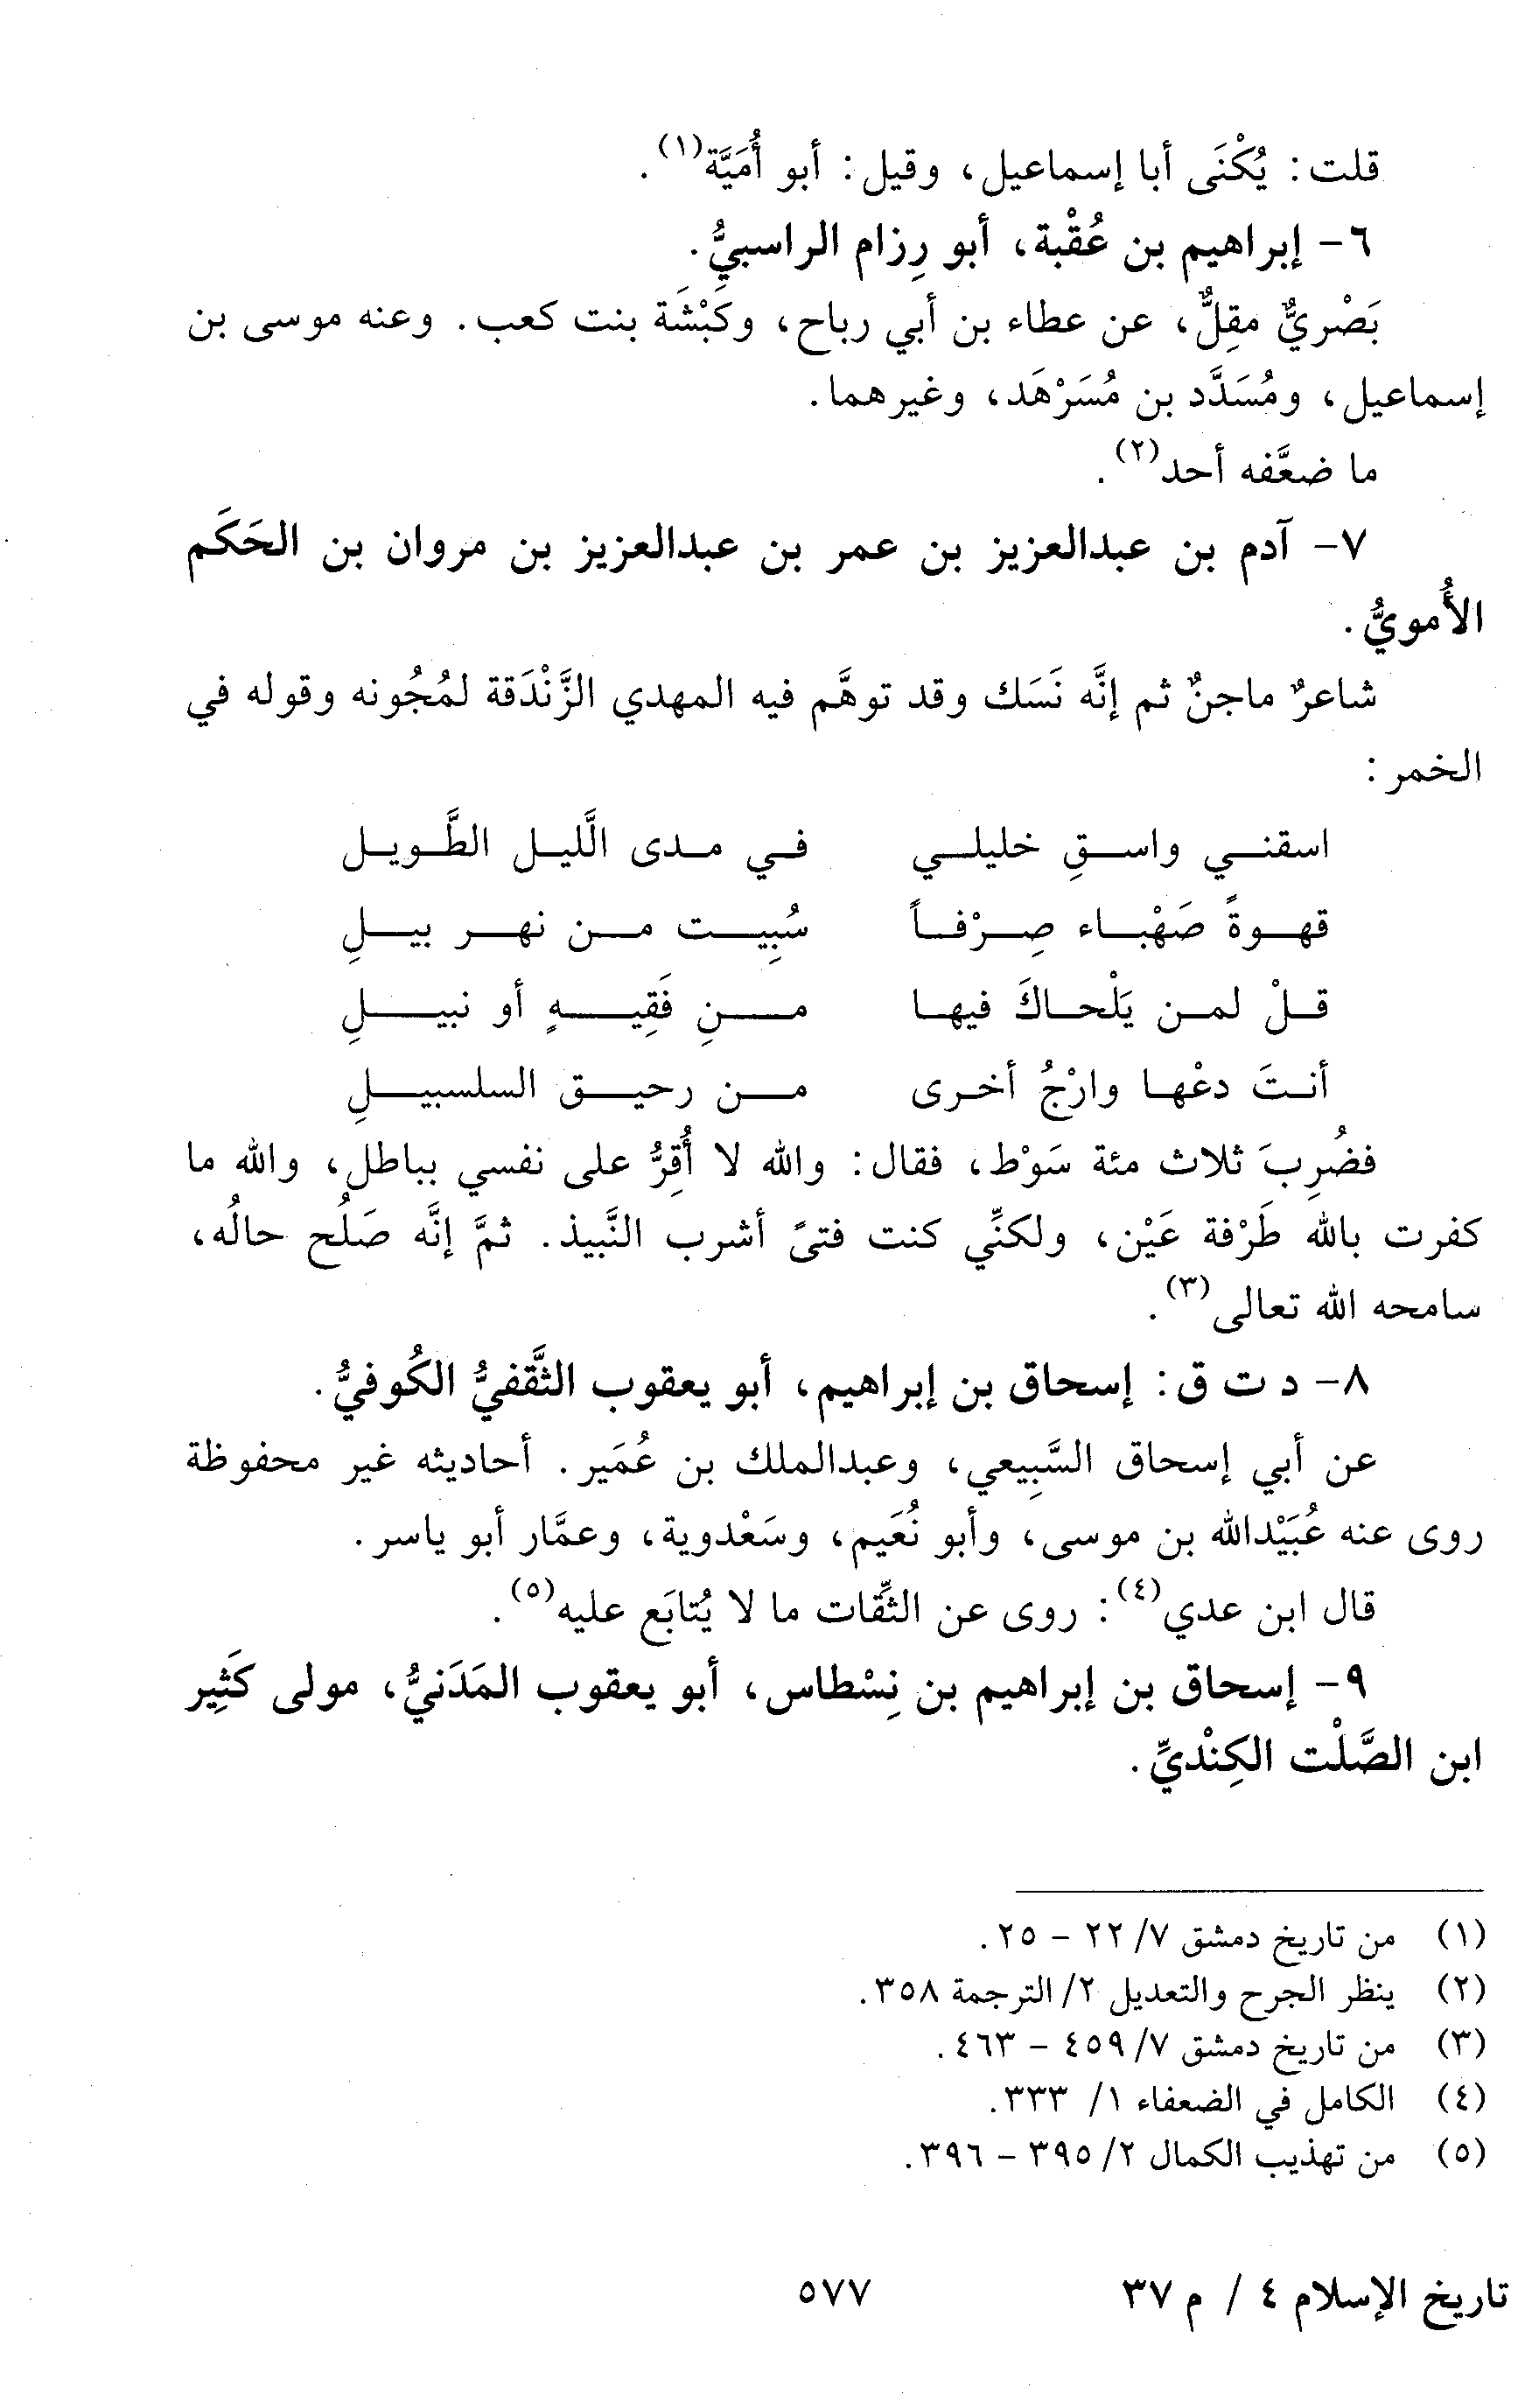 قلت: يُكْنَى أبا إسماعيل، وقيل: أبو أُمَيَّة(١).
٦- إبراهيم بن عُقْبة، أبو رِزام الراسبيُّ.
بَصْريٌّ مقِلٌّ، عن عطاء بن أبي رباح، وكَبْشَة بنت كعب. وعنه موسى بن
إسماعيل، ومُسَدَّد بن مُسَرْهَد، وغيرهما.
ما ضعَّفه أحد(٢).
٧- آدم بن عبدالعزيز بن عمر بن عبدالعزيز بن مروان بن الحَكَم
الأُمويُّ.
شاعرٌ ماجنٌ ثم إنَّه نَسَك وقد توهَّم فيه المهدي الزَّنْدَقة لمُجُونه وقوله في
الخمر:
اسقني واسقِ خليلي في مدى الَّليل الطَّويل
قهوةً صَهْباء صِرْفاً سُبِيت من نهر بيلِ
قلْ لمن يَلْحاكَ فيها منِ فَقِيهٍ أو نبيلِ
أنتَ دعْها وارْجُ أخرى من رحيق السلسبيلِ
فضُرِبَ ثلاث مئة سَوْط، فقال: والله لا أُقِرُّ على نفسي بباطل، والله ما
كفرت بالله طَرْفة عَيْن، ولكنِّي كنت فتىً أشرب النَّبيذ. ثمَّ إنَّه صَلُح حالُه،
سامحه الله تعالى(٣).
٨- د ت ق: إسحاق بن إبراهيم، أبو يعقوب الثَّقفيُّ الكُوفيُّ.
عن أبي إسحاق السَّبِيعي، وعبدالملك بن عُمَير. أحاديثه غير محفوظة
روى عنه عُبَيْدالله بن موسى، وأبو نُعَيم، وسَعْدوية، وعمَّار أبو ياسر.
قال ابن عدي(٤): روى عن الثِّقات ما لا يُتابَع عليه(٥).
٩- إسحاق بن إبراهيم بن نِسْطاس، أبو يعقوب المَدَنيُّ، مولى كَثِير
ابن الصَّلْت الكِنْديِّ.
(١) من تاريخ دمشق ٧/ ٢٢ - ٢٥.
(٢) ينظر الجرح والتعديل ٢/ الترجمة ٣٥٨.
(٣) من تاريخ دمشق ٧/ ٤٥٩ - ٤٦٣.
(٤) الكامل في الضعفاء ١/ ٣٣٣.
(٥) من تهذيب الكمال ٢/ ٣٩٥ - ٣٩٦.
تاريخ الإسلام ٤ / م ٣٧ ٥٧٧